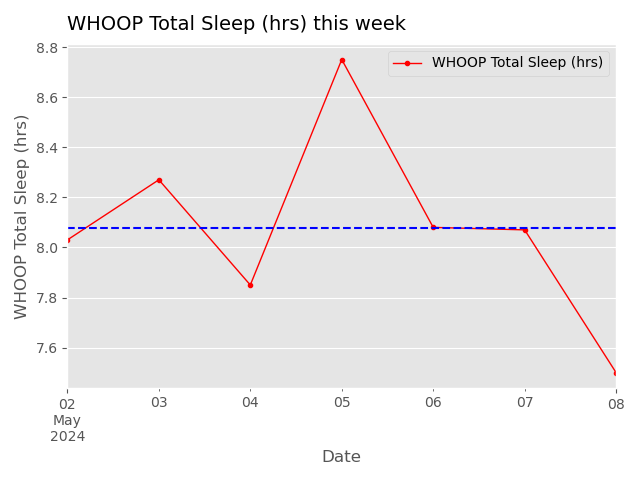 WHOOP Total Sleep (hrs) this week
WHOOP Total Sleep (hrs)
WHOOP Total Sleep (hrs)
8.8
8.6
8.4
8.2
8.0
7.8
7.6
02 03 04 05 06 07 08
May
2024
Date